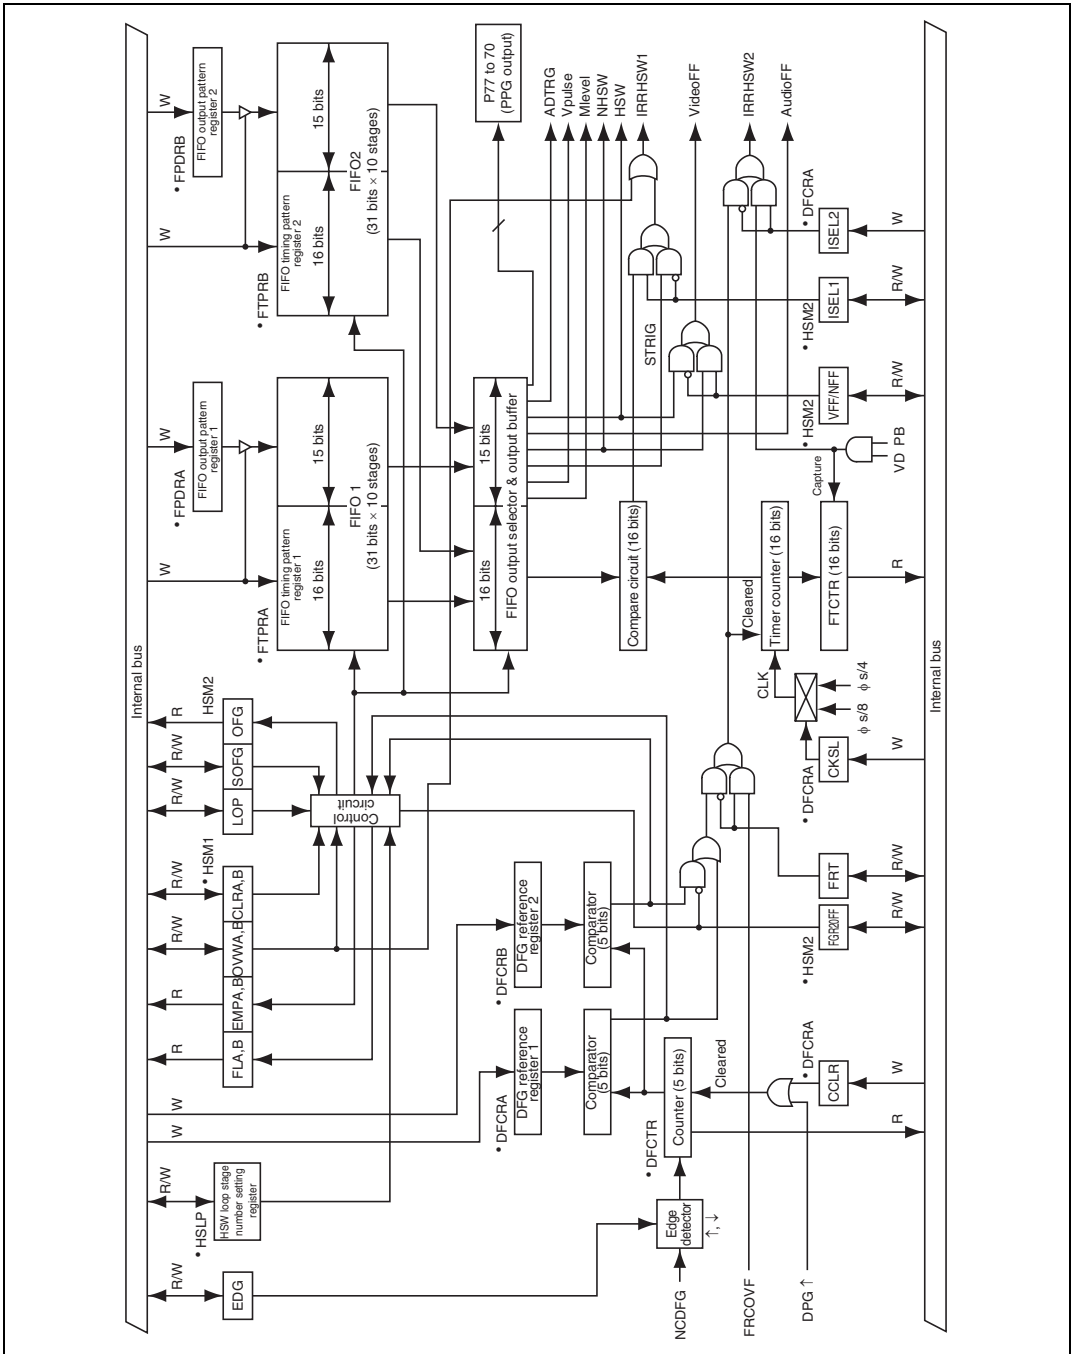 Internal bus
W
• FPDRB
FIFO output pattern
register 2
W
• FTPRB
FIFO timing pattern
register 2
16 bits
15 bits
FIFO2
(31 bits × 10 stages)
W
• FPDRA
FIFO output pattern
register 1
W
• FTPRA
FIFO timing pattern
register 1
16 bits
15 bits
FIFO 1
(31 bits × 10 stages)
P77 to 70
(PPG output)
ADTRG
Vpulse
Mlevel
NHSW
HSW
IRRHSW1
VideoFF
IRRHSW2
AudioFF
16 bits
15 bits
FIFO output selector & output buffer
STRIG
Compare circuit (16 bits)
Cleared
Timer counter (16 bits)
CLK
FTCTR (16 bits)
Capture
R
VD PB
• DFCRA
ISEL2
W
• HSM2
ISEL1
R/W
• HSM2
VFF/NFF
R/W
ϕ s/8
ϕ s/4
• DFCRA
CKSL
W
HSM2
R
OFG
R/W
SOFG
R/W
LOP
Control
circuit
• HSM1
R/W
CLRA,B
R/W
OVWA,B
R
EMPA,B
R
FLA,B
FRT
R/W
• HSM2
FGR2OFF
R/W
W
W
• DFCRB
DFG reference
register 2
Comparator
(5 bits)
• DFCRA
DFG reference
register 1
Comparator
(5 bits)
• DFCTR
Counter (5 bits)
Cleared
• DFCRA
CCLR
W
R
R/W
• HSLP
HSW loop stage
number setting
register
Edge
detector
↑, ↓
R/W
EDG
NCDFG
FRCOVF
DPG ↑
Internal bus